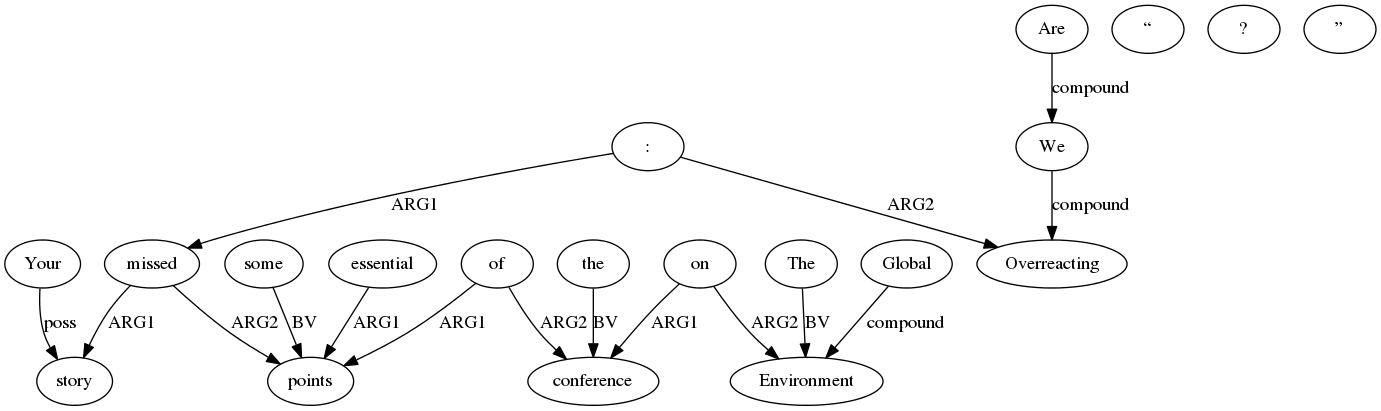 Are “ ? ”
compound
: We
ARG1 ARG2 compound
Your missed some essential of the on The Global Overreacting
poss ARG1 ARG2 BV ARG1 ARG1 ARG2 BV ARG1 ARG2 BV compound
story points conference Environment